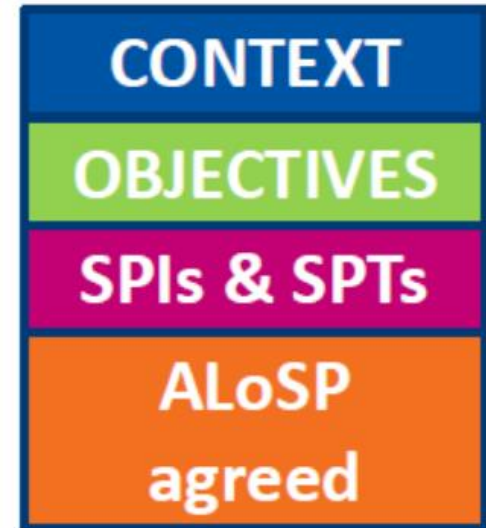 CONTEXT
OBJECTIVES
SPIs & SPTs
ALoSP
agreed